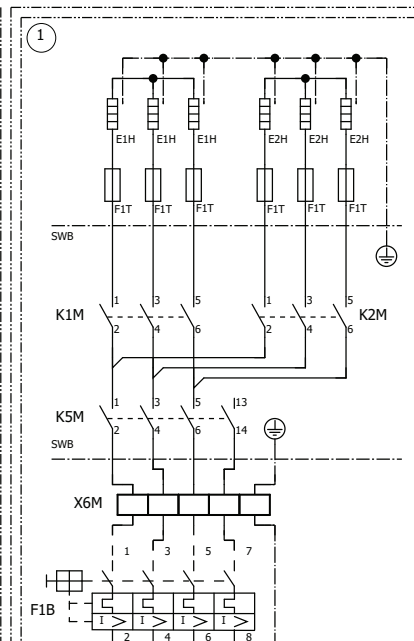 1
E1H E1H E1H E2H E2H E2H
F1T F1T F1T F1T F1T F1T
SWB
1 3 5 1 3 5
K1M K2M
2 4 6 2 4 6
1 3 5 13
K5M
2 4 6 14
SWB
X6M
1 3 5 7
F1B
I > I > I > I >
2 4 6 8